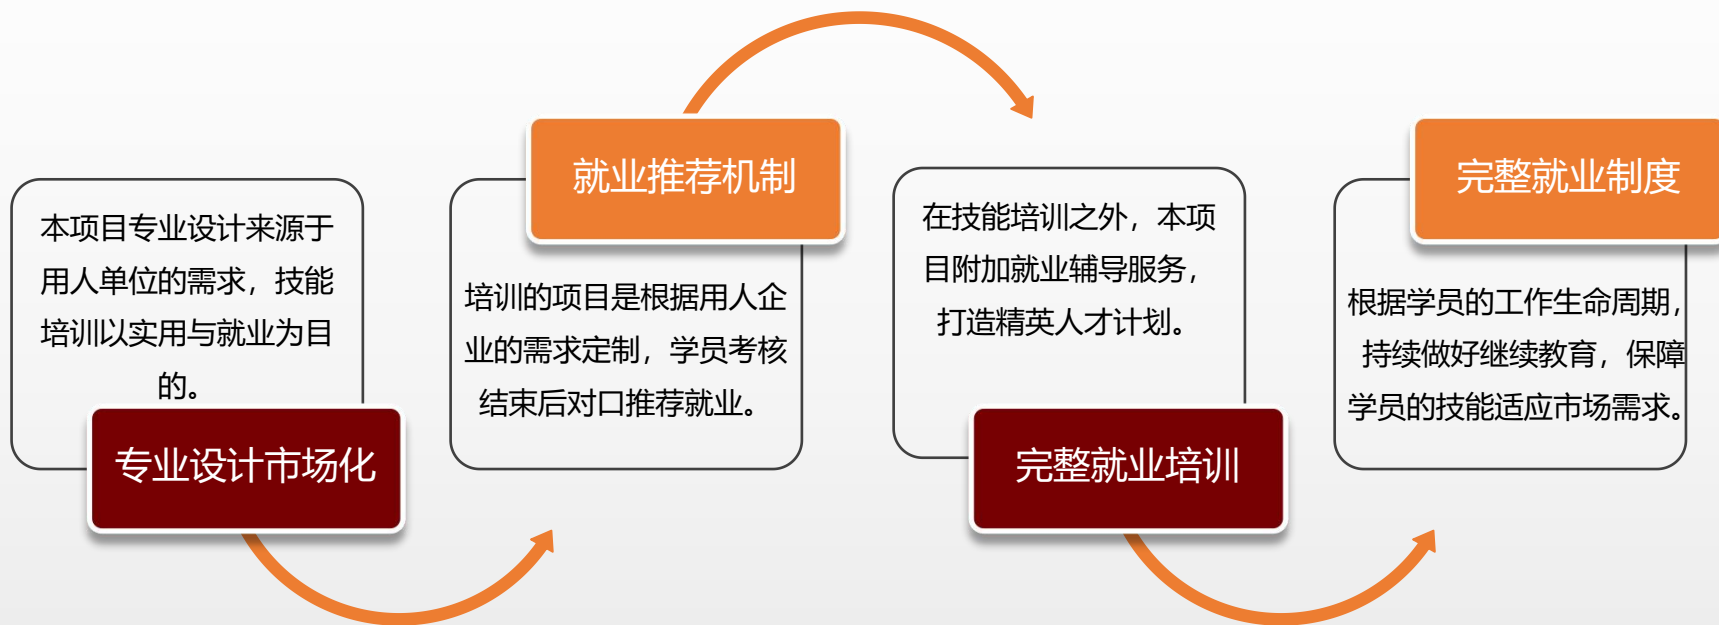 本项目专业设计来源于
用人单位的需求，技能
培训以实用与就业为目
的。
专业设计市场化
就业推荐机制
培训的项目是根据用人企
业的需求定制，学员考核
结束后对口推荐就业。
在技能培训之外，本项
目附加就业辅导服务，
打造精英人才计划。
完整就业培训
完整就业制度
根据学员的工作生命周期，
持续做好继续教育，保障
学员的技能适应市场需求。